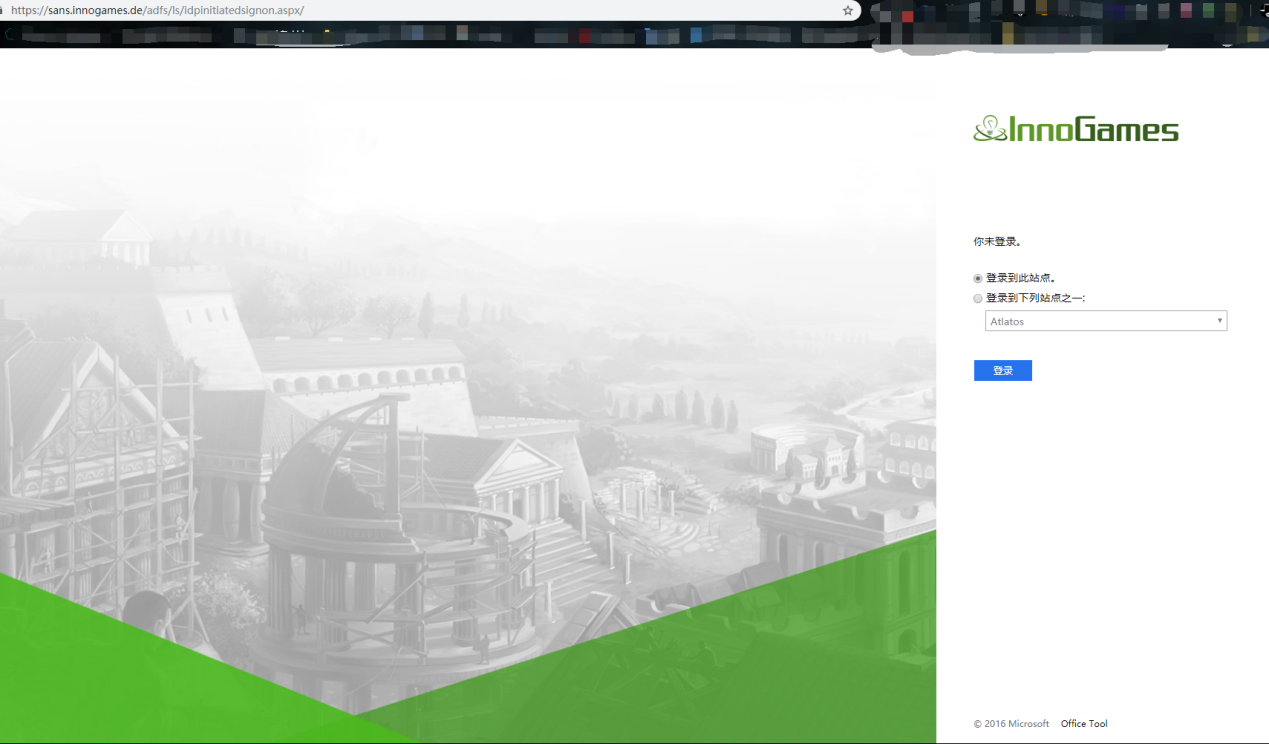 https://sans.innogames.de/adfs/ls/idpinitiatedsignon.aspx/
InnoGames
你未登录。
登录到此站点。
登录到下列站点之一:
Atlatos
登录
© 2016 Microsoft Office Tool